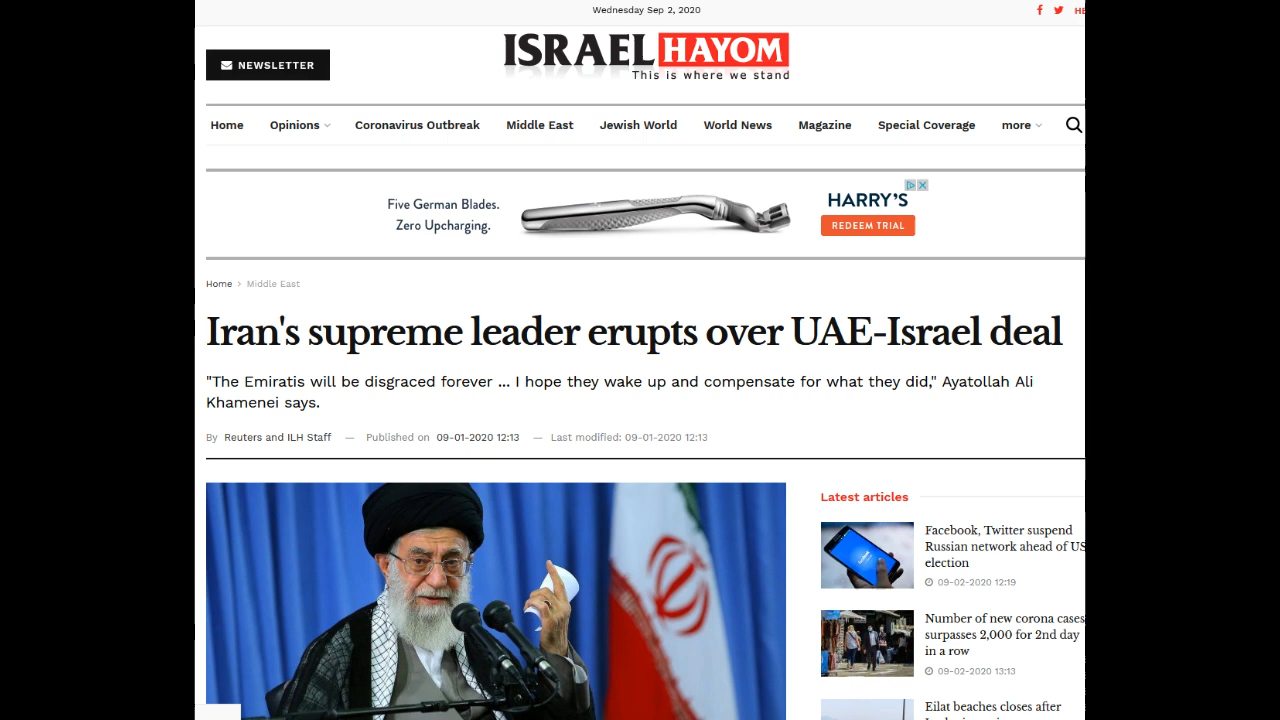 Wednesday Sep 2, 2020
NEWSLETTER
ISRAEL HAYOM
This is where we stand
Home Opinions Coronavirus Outbreak Middle East Jewish World World News Magazine Special Coverage more
Five German Blades.
Zero Upcharging.
HARRY'S
REDEEM TRIAL
Home > Middle East
Iran's supreme leader erupts over UAE-Israel deal
"The Emiratis will be disgraced forever ... I hope they wake up and compensate for what they did," Ayatollah Ali
Khamenei says.
By Reuters and ILH Staff — Published on 09-01-2020 12:13 — Last modified: 09-01-2020 12:13
Latest articles
Facebook, Twitter suspend
Russian network ahead of US
election
09-02-2020 12:19
Number of new corona cases
surpasses 2,000 for 2nd day
in a row
09-02-2020 13:13
Eilat beaches closes after